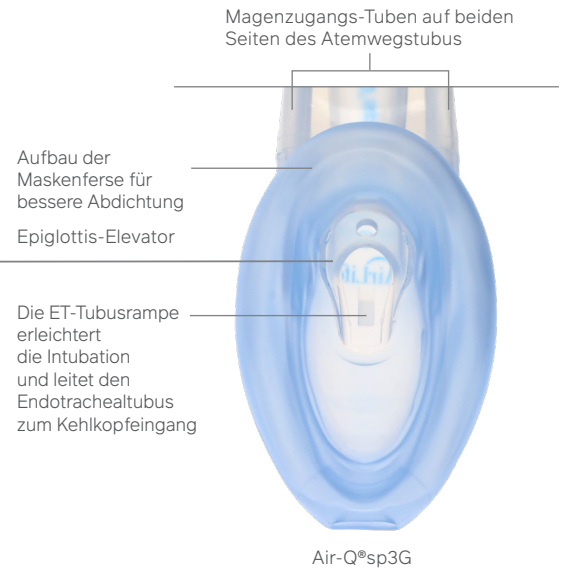 Magenzugangs-Tuben auf beiden
Seiten des Atemwegstubus
Aufbau der
Maskenferse für
bessere Abdichtung
Epiglottis-Elevator
Die ET-Tubusrampe
erleichtert
die Intubation
und leitet den
Endotrachealtubus
zum Kehlkopfeingang
Air-Q®sp3G